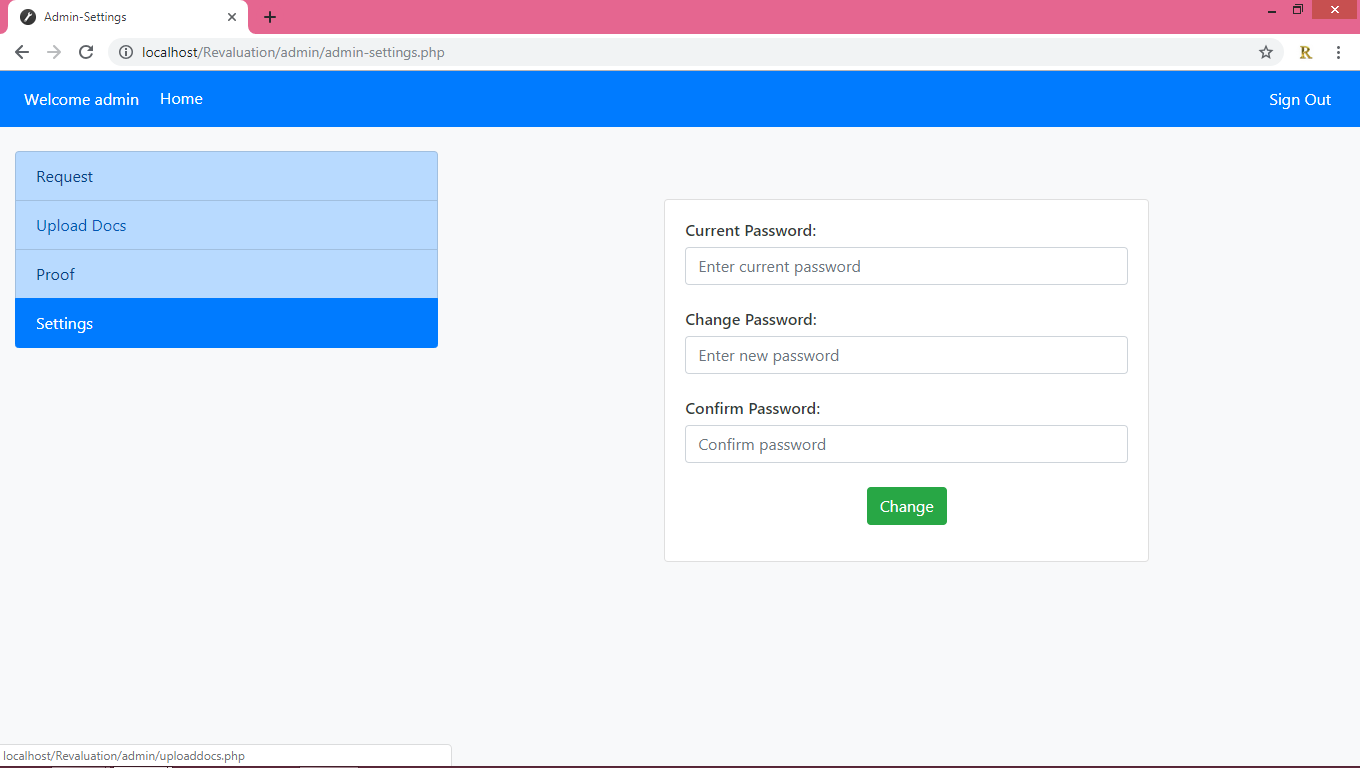 Admin-Settings
localhost/Revaluation/admin/admin-settings.php
R
Welcome admin Home Sign Out
Request
Upload Docs
Proof
Settings
Current Password:
Enter current password
Change Password:
Enter new password
Confirm Password:
Confirm password
Change
localhost/Revaluation/admin/uploaddocs.php